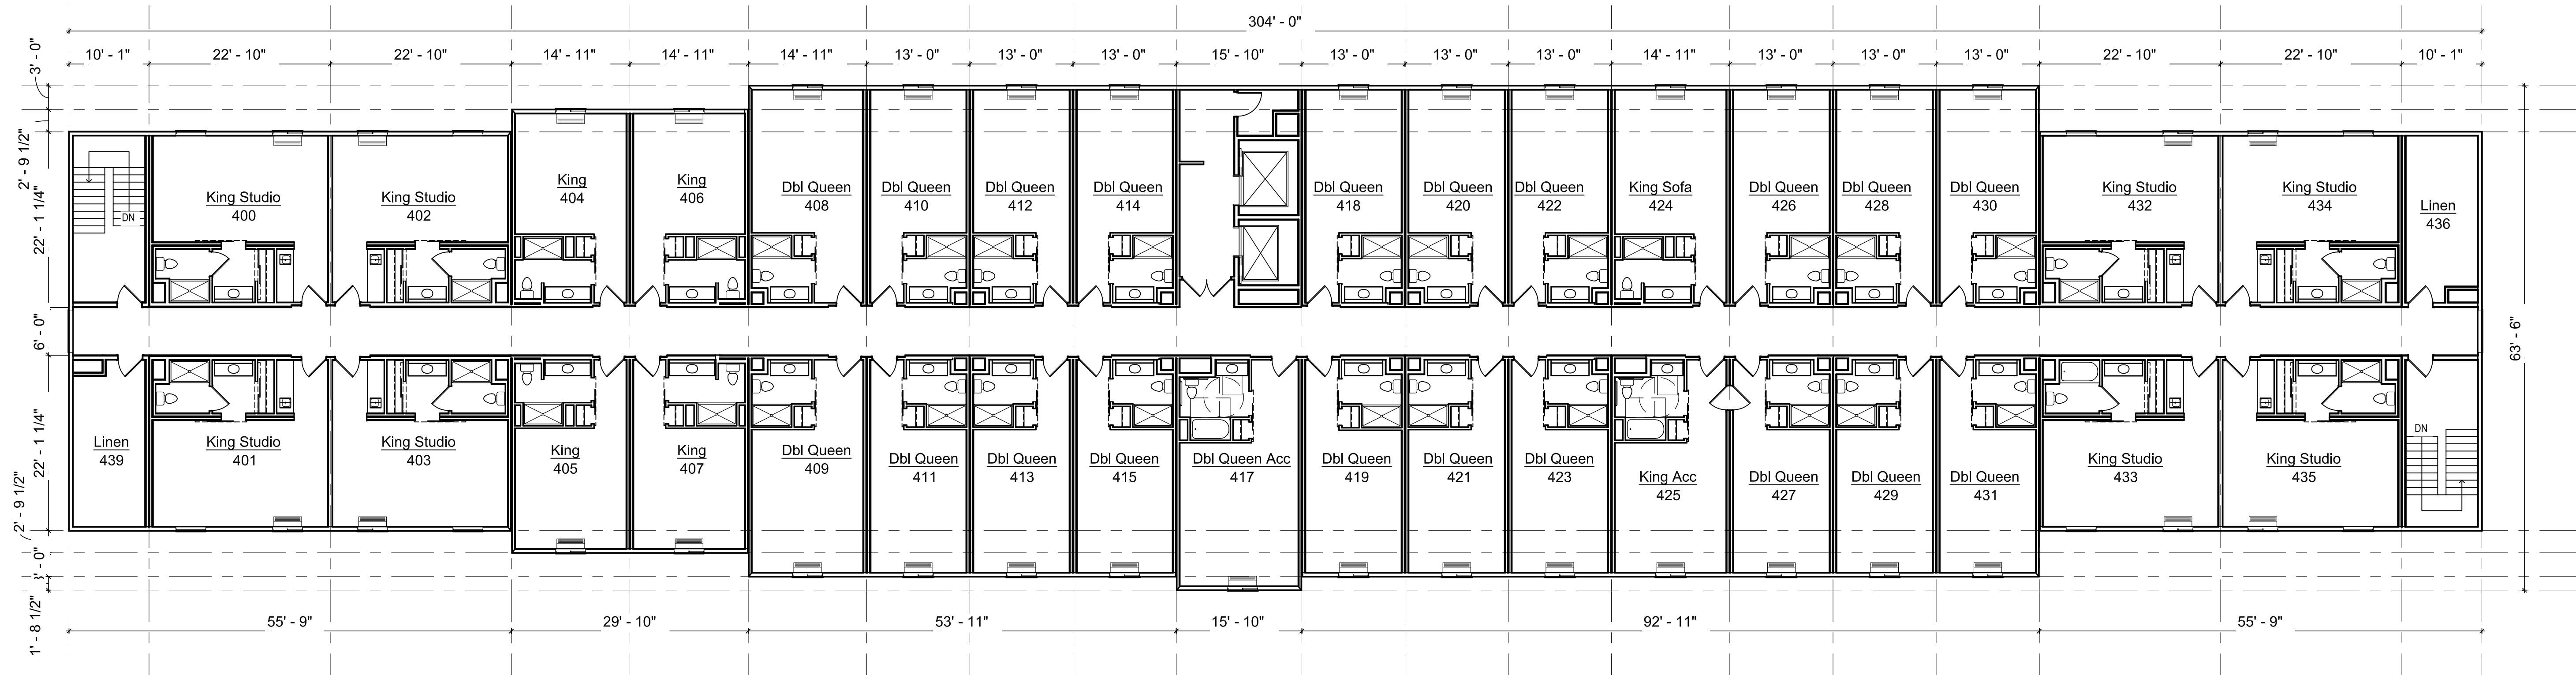 304' - 0"
10' - 1"
22' - 10"
22' - 10"
14' - 11"
14' - 11"
14' - 11"
13' - 0"
13' - 0"
13' - 0"
15' - 10"
13' - 0"
13' - 0"
13' - 0"
14' - 11"
13' - 0"
13' - 0"
13' - 0"
22' - 10"
22' - 10"
10' - 1"
3' - 0"
2' - 9 1/2"
22' - 1 1/4"
6' - 0"
22' - 1 1/4"
2' - 9 1/2"
3' - 0"
1' - 8 1/2"
63' - 6"
DN
King Studio
400
King Studio
402
King
404
King
406
Dbl Queen
408
Dbl Queen
410
Dbl Queen
412
Dbl Queen
414
Dbl Queen
418
Dbl Queen
420
Dbl Queen
422
King Sofa
424
Dbl Queen
426
Dbl Queen
428
Dbl Queen
430
King Studio
432
King Studio
434
Linen
436
Linen
439
King Studio
401
King Studio
403
King
405
King
407
Dbl Queen
409
Dbl Queen
411
Dbl Queen
413
Dbl Queen
415
Dbl Queen Acc
417
Dbl Queen
419
Dbl Queen
421
Dbl Queen
423
King Acc
425
Dbl Queen
427
Dbl Queen
429
Dbl Queen
431
King Studio
433
King Studio
435
DN
55' - 9"
29' - 10"
53' - 11"
15' - 10"
92' - 11"
55' - 9"